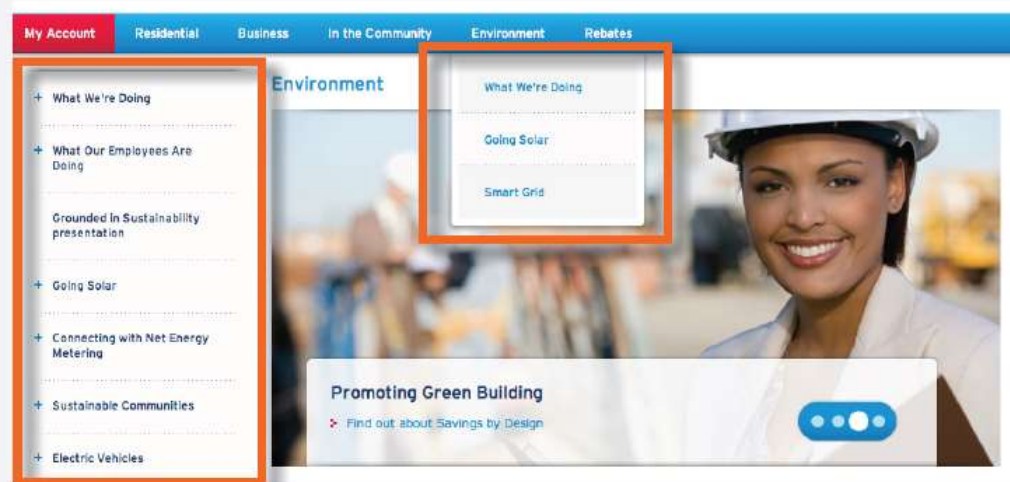 My Account Residential Business In the Community Environment Rebates
+ What We're Doing
+ What Our Employees Are
Doing
Grounded in Sustainability
presentation
+ Going Solar
+ Connecting with Net Energy
Metering
+ Sustainable Communities
+ Electric Vehicles
Environment
What We're Doing
Going Solar
Smart Grid
Promoting Green Building
Find out about Savings by Design